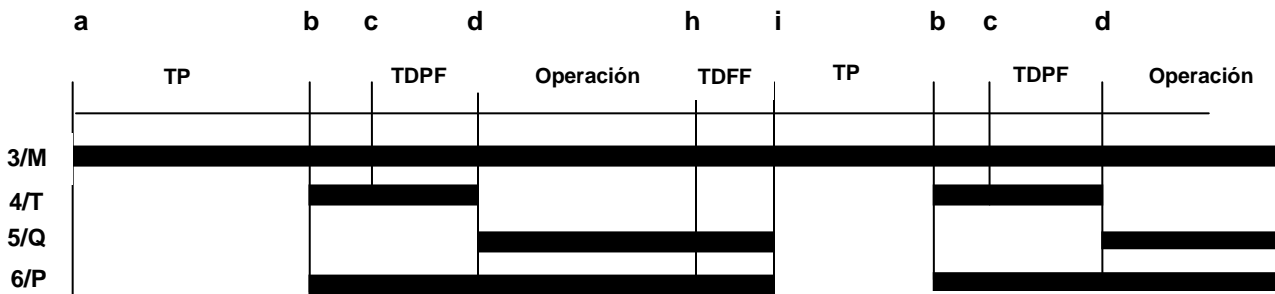 a b c d h i b c d
TP TDPF Operación TDFF TP TDPF Operación
3/M
4/T
5/Q
6/P